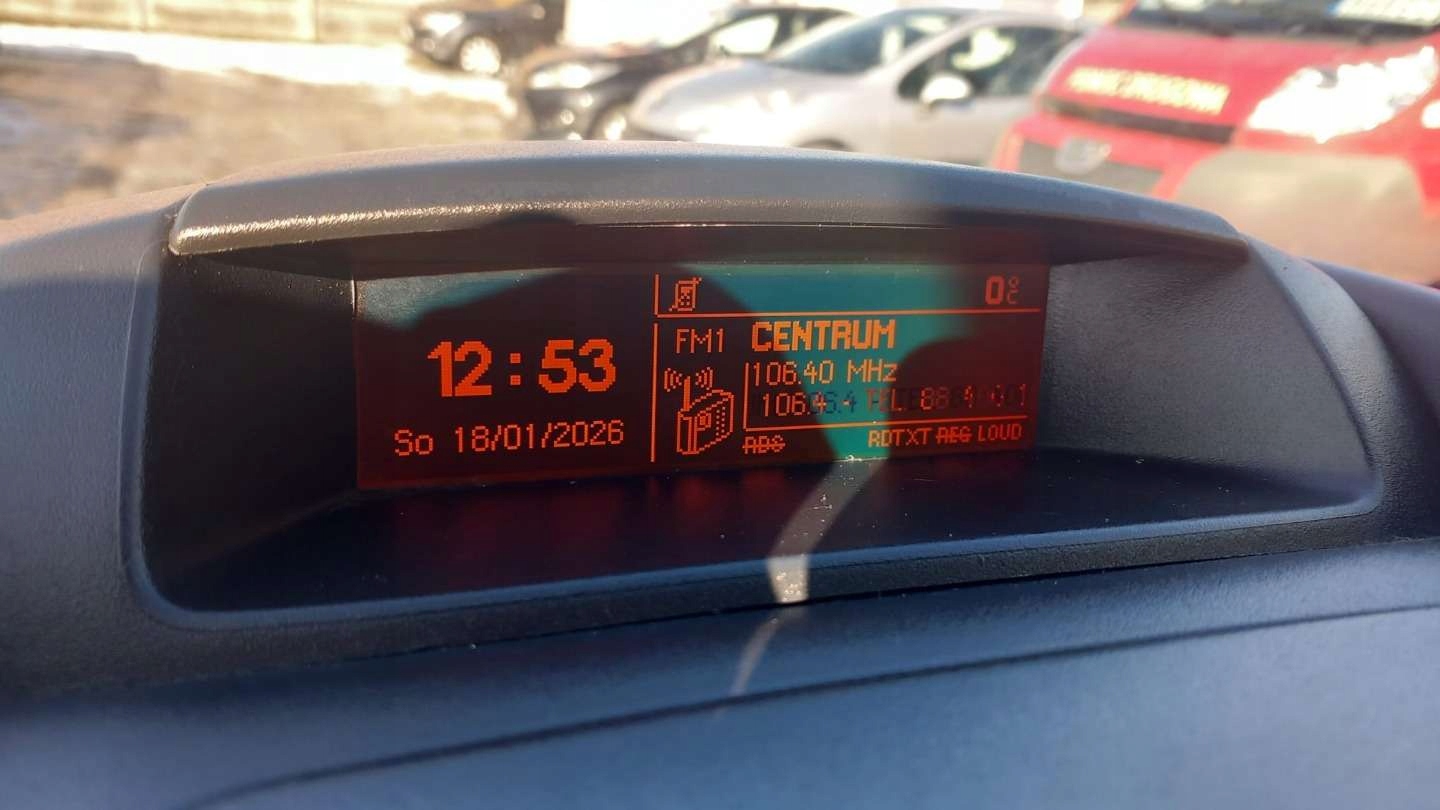 0°C
12:53
So 18/01/2026
FM1 CENTRUM
106.40 MHz
RDS
RDTXT REG LOUD